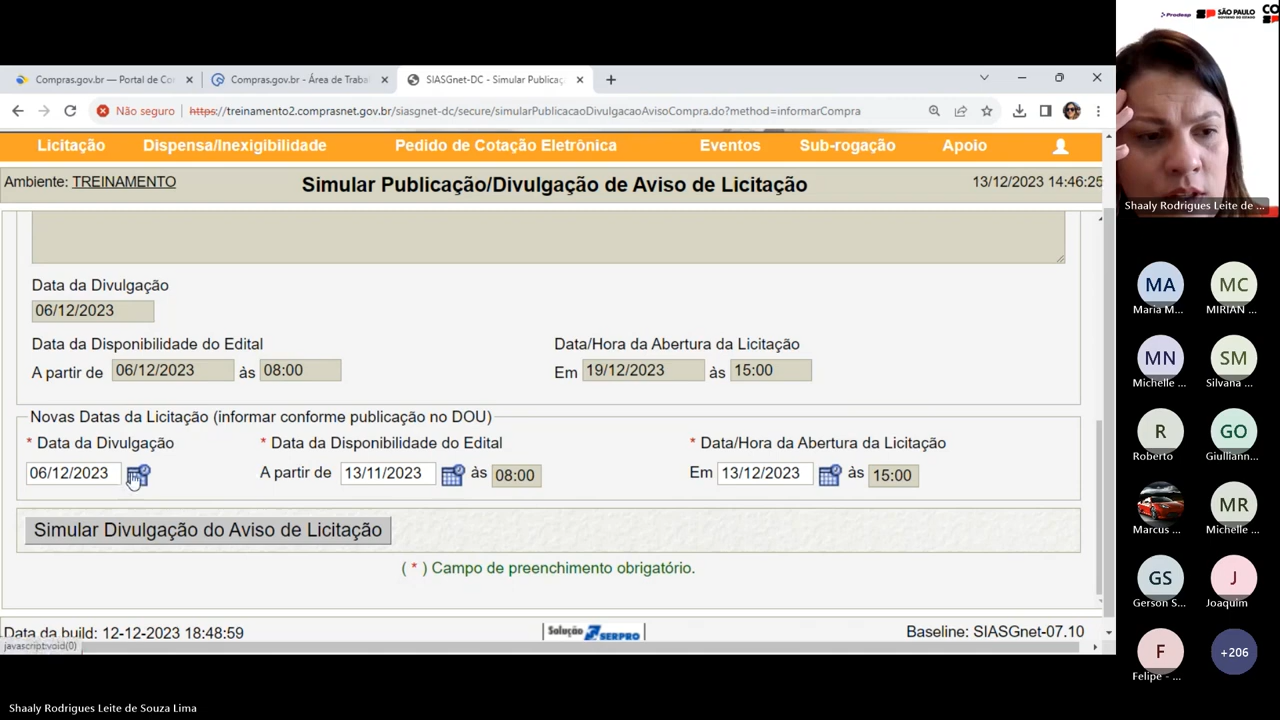 Prodesp SÃO PAULO
GOVERNO DO ESTADO
Compras.gov.br — Portal de Co
Compras.gov.br - Área de Traba
SIASGnet-DC - Simular Publicaç
Não seguro
https://treinamento2.comprasnet.gov.br/siasgnet-dc/secure/simularPublicacaoDivulgacaoAvisoCompra.do?method=informarCompra
Licitação Dispensa/Inexigibilidade Pedido de Cotação Eletrônica Eventos Sub-rogação Apoio
Ambiente: TREINAMENTO Simular Publicação/Divulgação de Aviso de Licitação 13/12/2023 14:46:25
Shaaly Rodrigues Leite de ...
Data da Divulgação
06/12/2023
Data da Disponibilidade do Edital Data/Hora da Abertura da Licitação
A partir de 06/12/2023 às 08:00 Em 19/12/2023 às 15:00
Novas Datas da Licitação (informar conforme publicação no DOU)
* Data da Divulgação * Data da Disponibilidade do Edital * Data/Hora da Abertura da Licitação
06/12/2023 A partir de 13/11/2023 às 08:00 Em 13/12/2023 às 15:00
Simular Divulgação do Aviso de Licitação
( * ) Campo de preenchimento obrigatório.
Data da build: 12-12-2023 18:48:59 Solução SERPRO Baseline: SIASGnet-07.10
javascript:void(0)
MA MC
Maria M... MIRIAN ...
MN SM
Michelle ... Silvana ...
R GO
Roberto Giulliann...
MR
Marcus ... Michelle ...
GS J
Gerson S... Joaquim
F +206
Felipe - ...
Shaaly Rodrigues Leite de Souza Lima